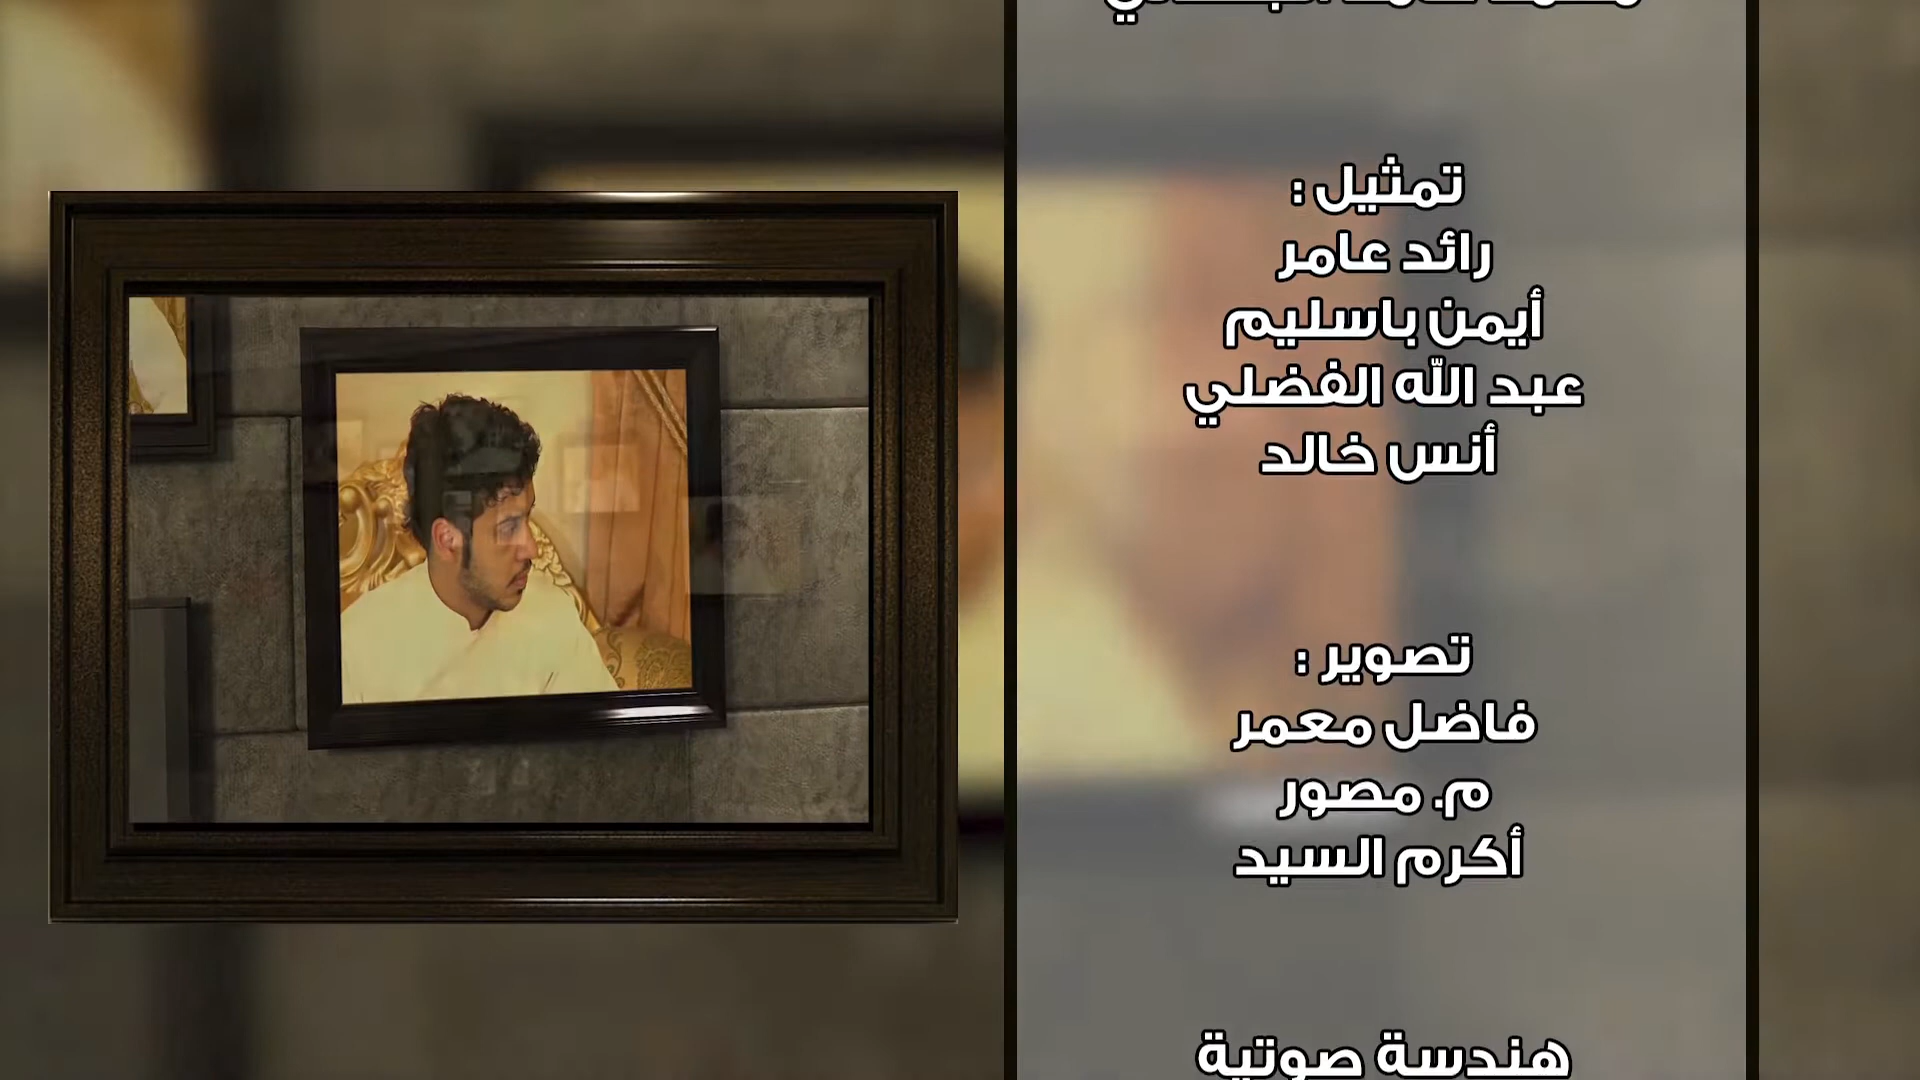 تمثيل :
رائد عامر
أيمن باسليم
عبد الله الفضلي
أنس خالد
تصوير :
فاضل معمر
م. مصور
أكرم السيد
هندسة صوتية